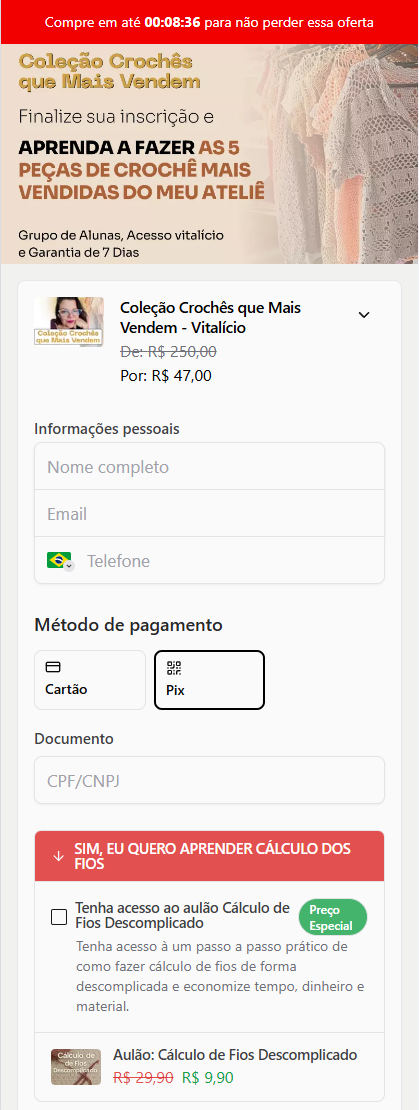 Compre em até 00:08:36 para não perder essa oferta
Coleção Crochês
que Mais Vendem
Finalize sua inscrição e
APRENDA A FAZER AS 5
PEÇAS DE CROCHÊ MAIS
VENDIDAS DO MEU ATELIÊ
Grupo de Alunas, Acesso vitalício
e Garantia de 7 Dias
Coleção Crochês
que Mais Vendem
Coleção Crochês que Mais
Vendem - Vitalício
De: R$ 250,00
Por: R$ 47,00
Informações pessoais
Nome completo
Email
Telefone
Método de pagamento
Cartão
Pix
Documento
CPF/CNPJ
SIM, EU QUERO APRENDER CÁLCULO DOS
FIOS
Tenha acesso ao aulão Cálculo de
Fios Descomplicado
Preço
Especial
Tenha acesso à um passo a passo prático de
como fazer cálculo de fios de forma
descomplicada e economize tempo, dinheiro e
material.
Cálculo de
de Fios
Descomplicado
Aulão: Cálculo de Fios Descomplicado
R$ 29,90 R$ 9,90